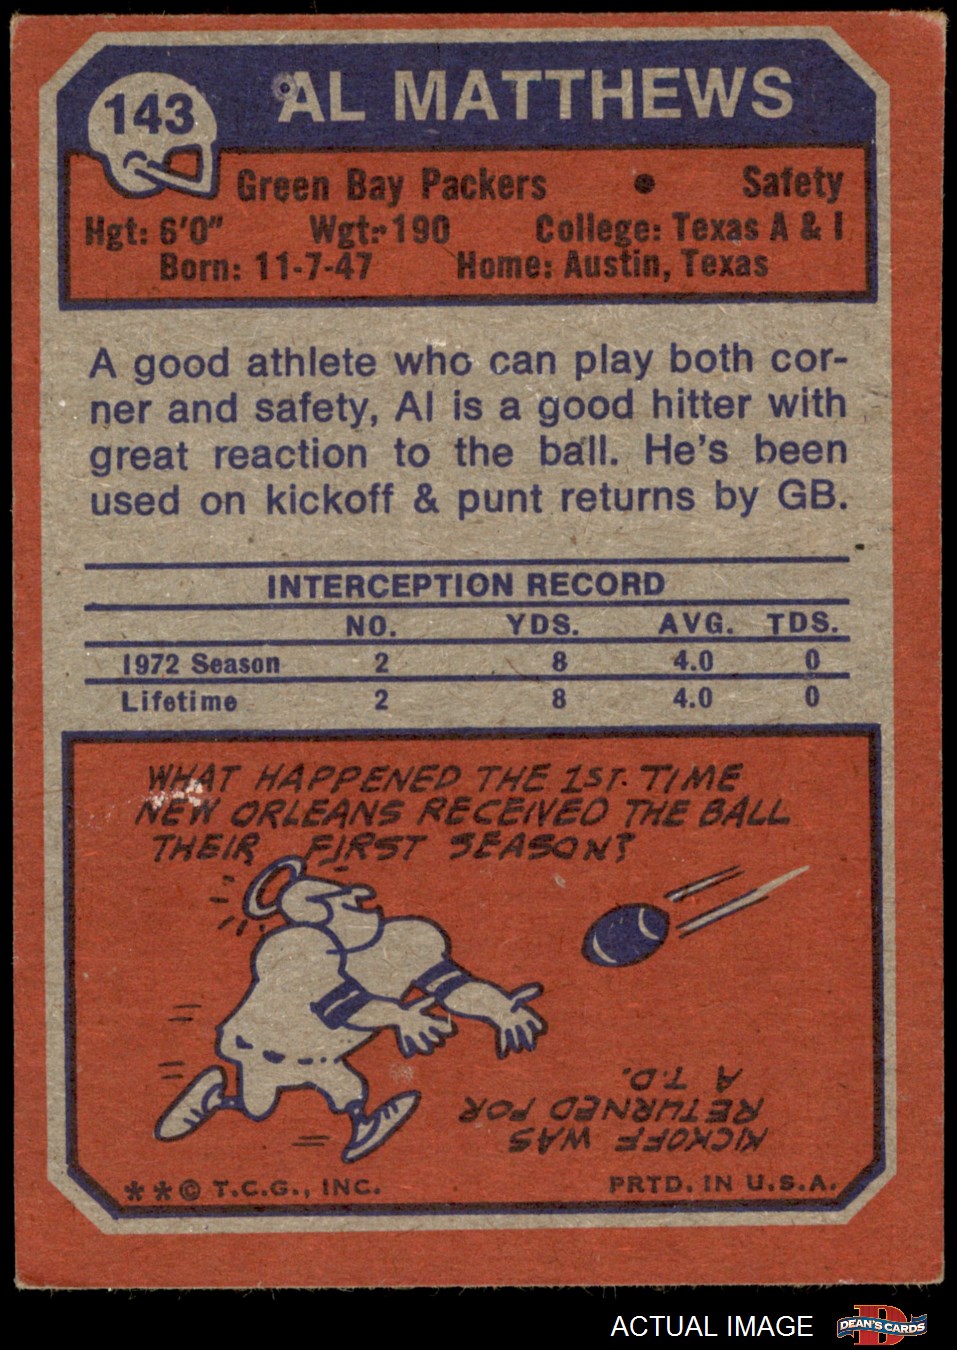 143
AL MATTHEWS
Green Bay Packers • Safety
Hgt: 6'0" Wgt: 190 College: Texas A & I
Born: 11-7-47 Home: Austin, Texas
A good athlete who can play both cor-
ner and safety, Al is a good hitter with
great reaction to the ball. He's been
used on kickoff & punt returns by GB.
INTERCEPTION RECORD
NO. YDS. AVG. TDS.
1972 Season 2 8 4.0 0
Lifetime 2 8 4.0 0
WHAT HAPPENED THE 1ST. TIME
NEW ORLEANS RECEIVED THE BALL
THEIR FIRST SEASON?
KICKOFF WAS
RETURNED FOR
A T.D.
**© T.C.G., INC. PRTD. IN U.S.A.
ACTUAL IMAGE
D
DEAN'S CARDS